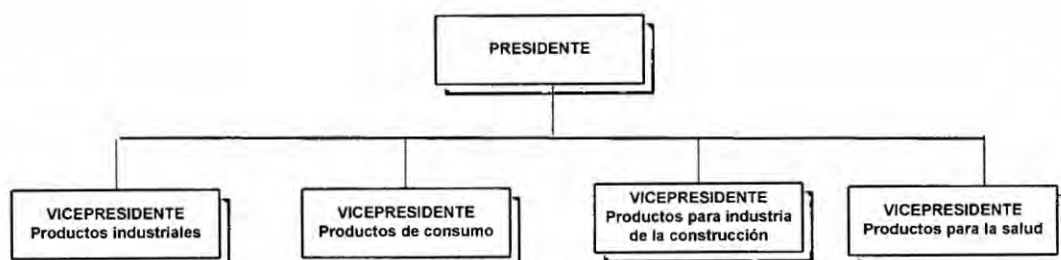 PRESIDENTE
VICEPRESIDENTE
Productos industriales
VICEPRESIDENTE
Productos de consumo
VICEPRESIDENTE
Productos para industria
de la construcción
VICEPRESIDENTE
Productos para la salud